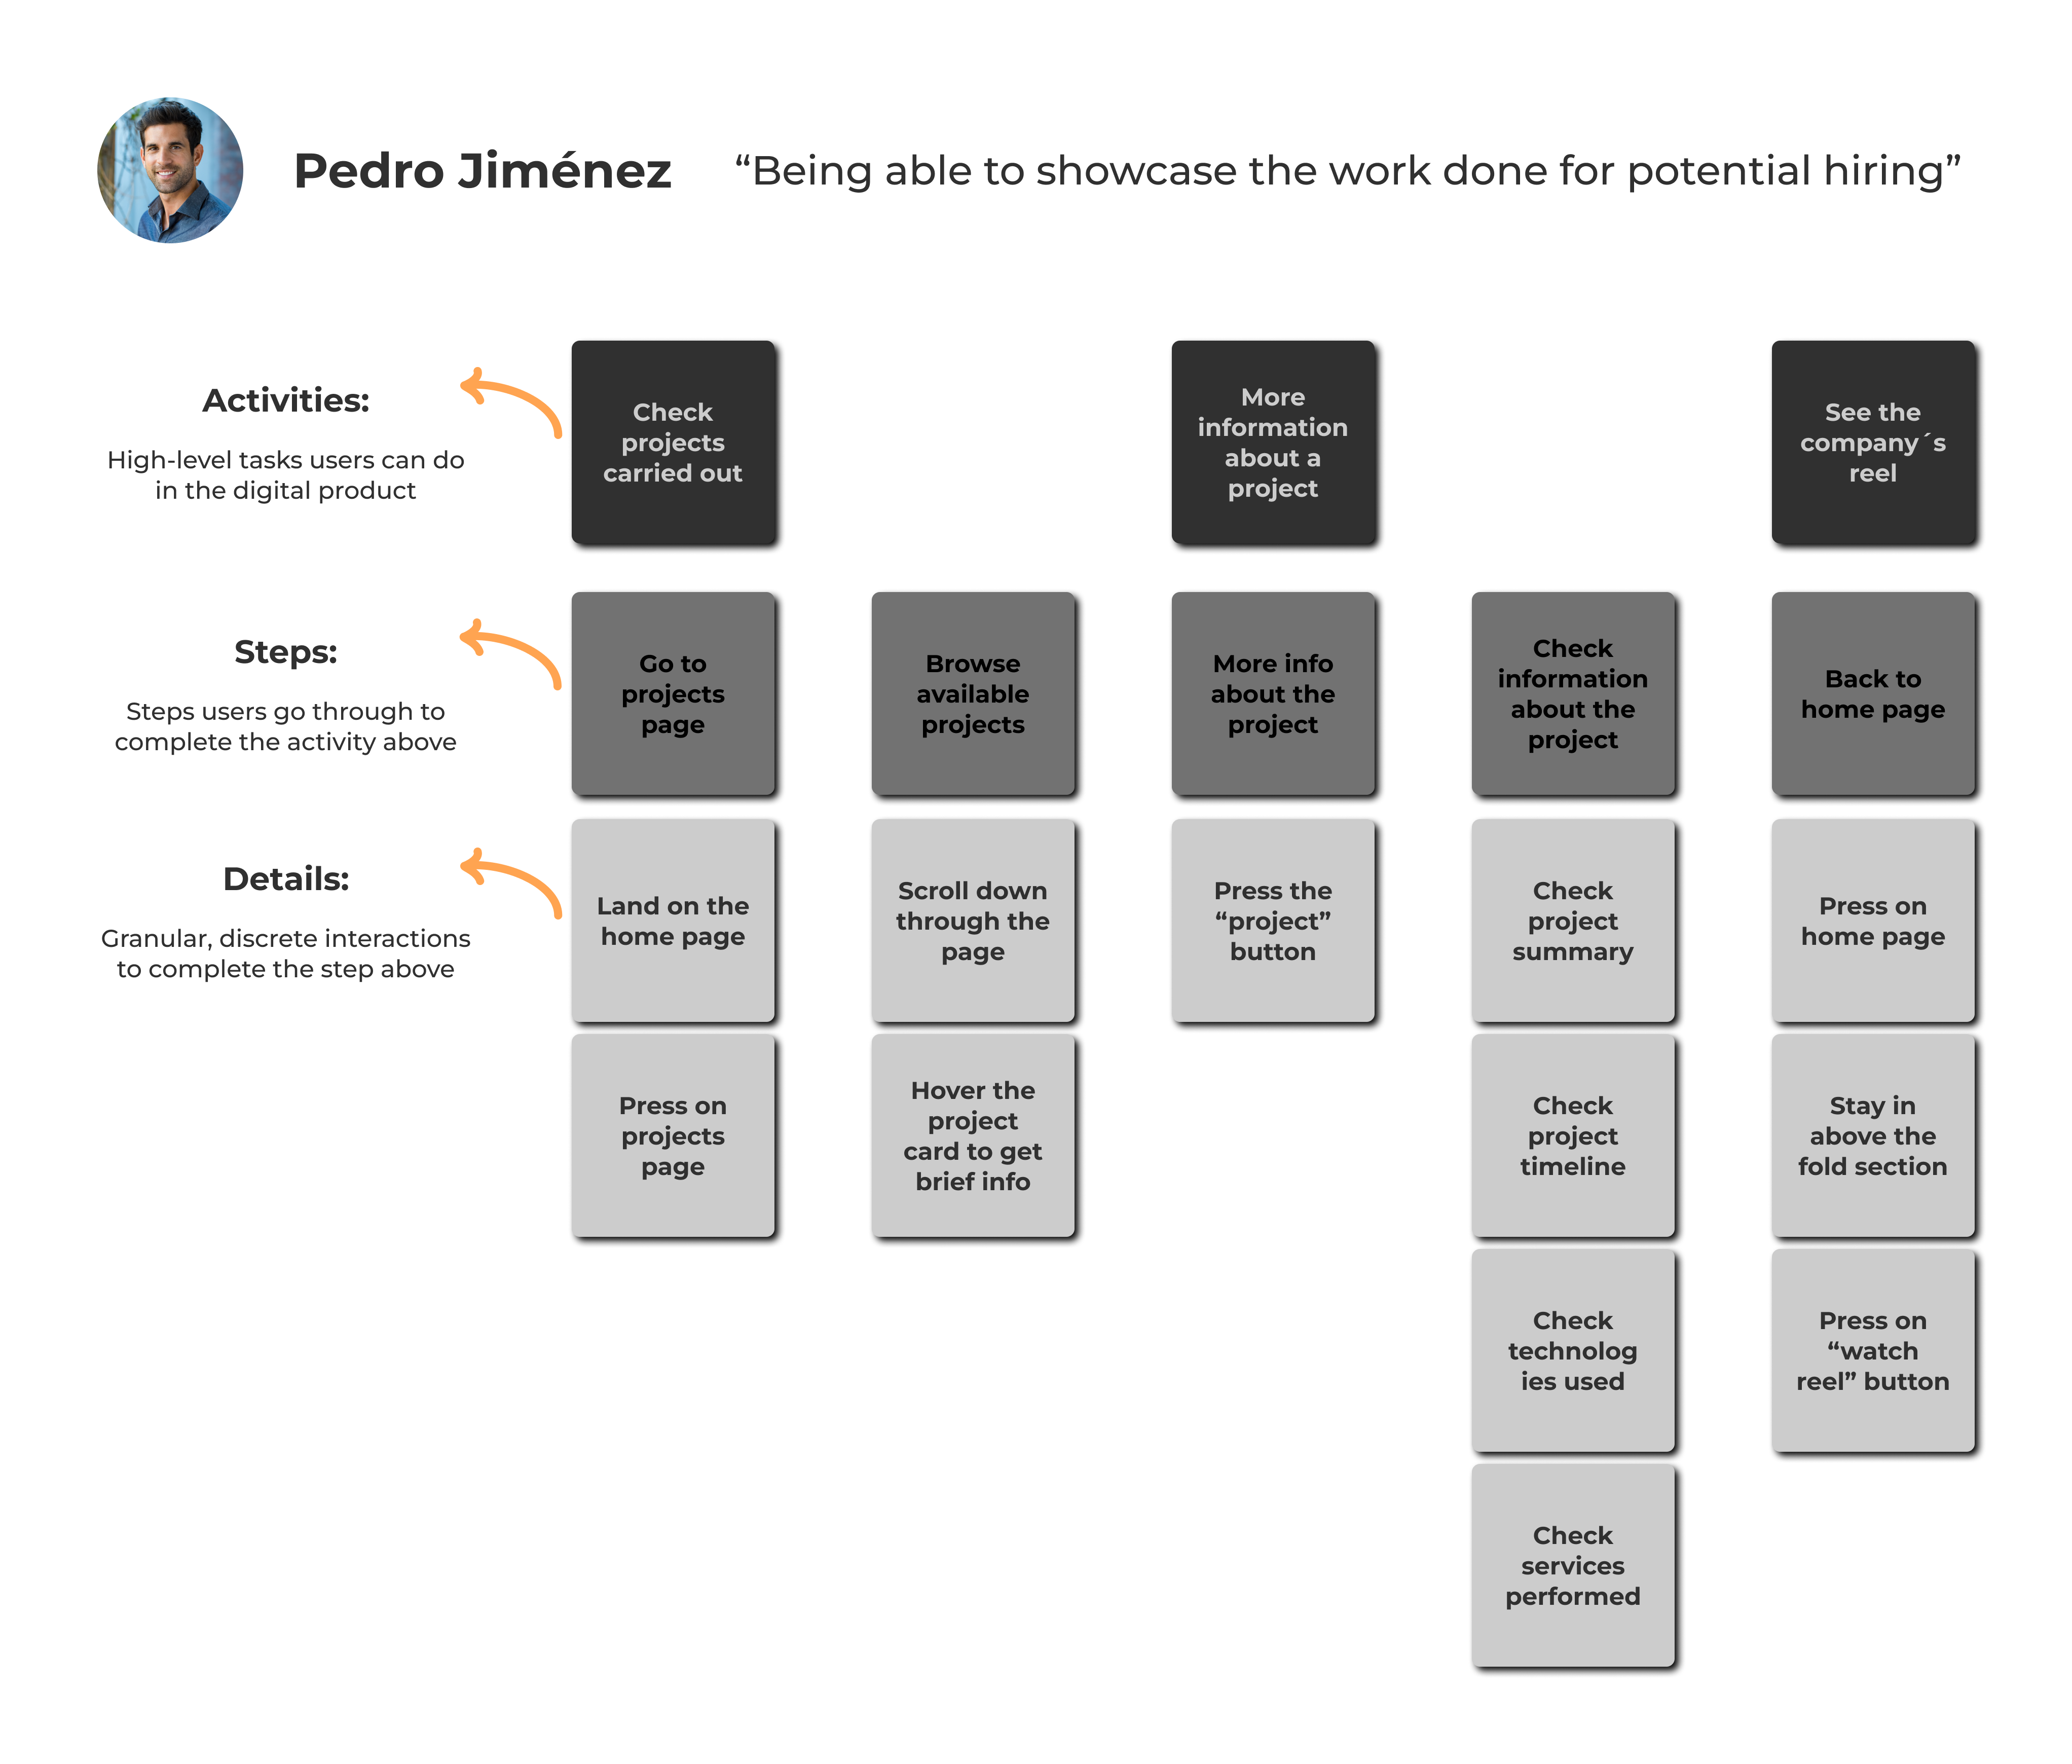 Pedro Jiménez
“Being able to showcase the work done for potential hiring”
Activities:
High-level tasks users can do
in the digital product
Check
projects
carried out
More
information
about a
project
See the
company´s
reel
Steps:
Steps users go through to
complete the activity above
Go to
projects
page
Browse
available
projects
More info
about the
project
Check
information
about the
project
Back to
home page
Details:
Granular, discrete interactions
to complete the step above
Land on the
home page
Scroll down
through the
page
Press the
“project”
button
Check
project
summary
Press on
home page
Press on
projects
page
Hover the
project
card to get
brief info
Check
project
timeline
Stay in
above the
fold section
Check
technolog
ies used
Press on
“watch
reel” button
Check
services
performed